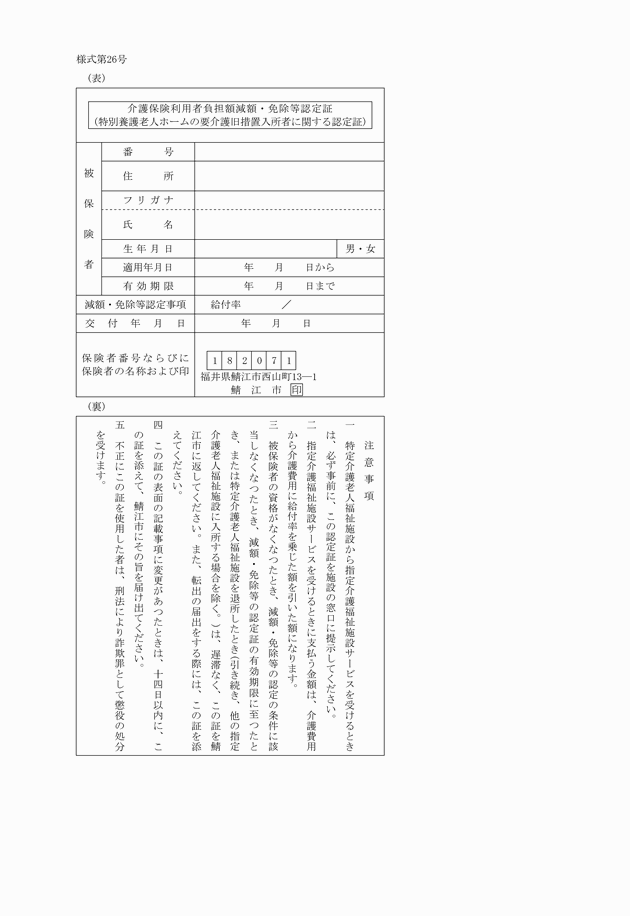 様式第26号
(表)
介護保険利用者負担額減額・免除等認定証
(特別養護老人ホームの要介護旧措置入所者に関する認定証)
被保険者
番号
住所
フリガナ
氏名
生年月日 男・女
適用年月日 年 月 日から
有効期限 年 月 日まで
減額・免除等認定事項 給付率 /
交付年月日 年 月 日
保険者番号ならびに
保険者の名称および印
182071
福井県鯖江市西山町13―1
鯖江市 印
(裏)
注意事項
一 特定介護老人福祉施設から指定介護福祉施設サービスを受けるとき
は、必ず事前に、この認定証を施設の窓口に提示してください。
二 指定介護福祉施設サービスを受けるときに支払う金額は、介護費用
から介護費用に給付率を乗じた額を引いた額になります。
三 被保険者の資格がなくなつたとき、減額・免除等の認定の条件に該
当しなくなつたとき、減額・免除等の認定証の有効期限に至つたと
き、または特定介護老人福祉施設を退所したとき(引き続き、他の指定
介護老人福祉施設に入所する場合を除く。)は、遅滞なく、この証を鯖
江市に返してください。また、転出の届出をする際には、この証を添
えてください。
四 この証の表面の記載事項に変更があつたときは、十四日以内に、こ
の証を添えて、鯖江市にその旨を届け出てください。
五 不正にこの証を使用した者は、刑法により詐欺罪として懲役の処分
を受けます。